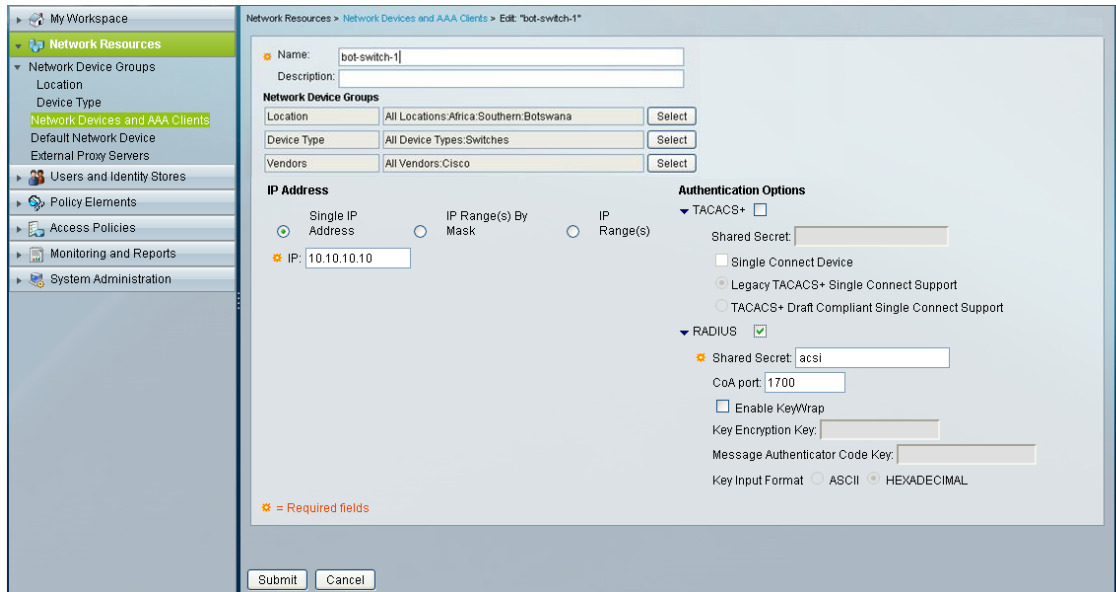 My Workspace
Network Resources
Network Device Groups
Location
Device Type
Network Devices and AAA Clients
Default Network Device
External Proxy Servers
Users and Identity Stores
Policy Elements
Access Policies
Monitoring and Reports
System Administration
Network Resources > Network Devices and AAA Clients > Edit: "bot-switch-1"
Name: bot-switch-1
Description:
Network Device Groups
Location All Locations:Africa:Southern:Botswana Select
Device Type All Device Types:Switches Select
Vendors All Vendors:Cisco Select
IP Address
Single IP Address
IP Range(s) By Mask
IP Range(s)
IP: 10.10.10.10
Authentication Options
TACACS+
Shared Secret:
Single Connect Device
Legacy TACACS+ Single Connect Support
TACACS+ Draft Compliant Single Connect Support
RADIUS
Shared Secret: acsi
CoA port: 1700
Enable KeyWrap
Key Encryption Key:
Message Authenticator Code Key:
Key Input Format ASCII HEXADECIMAL
= Required fields
Submit Cancel